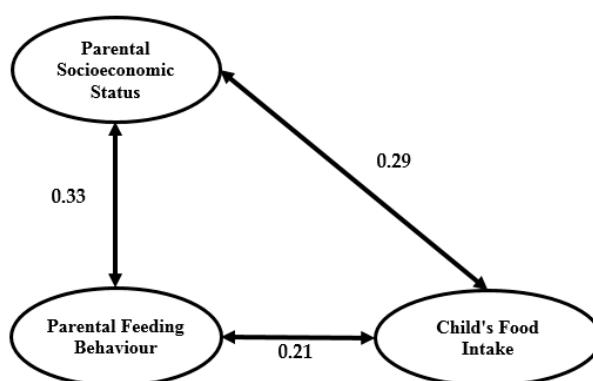 Parental
Socioeconomic
Status
0.29
0.33
Parental Feeding
Behaviour
0.21
Child's Food
Intake